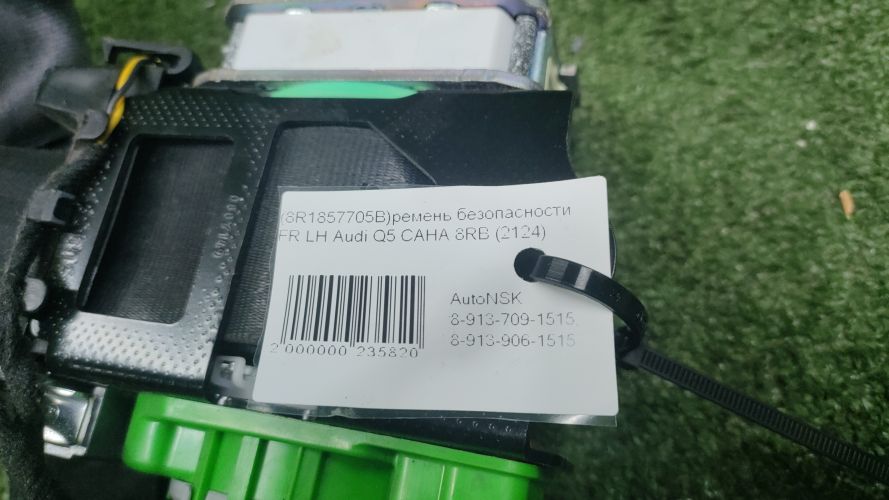 (8R1857705B)ремень безопасности
FR LH Audi Q5 CAHA 8RB (2124)
AutoNSK
8-913-709-1515,
8-913-906-1515
2 000000 235820